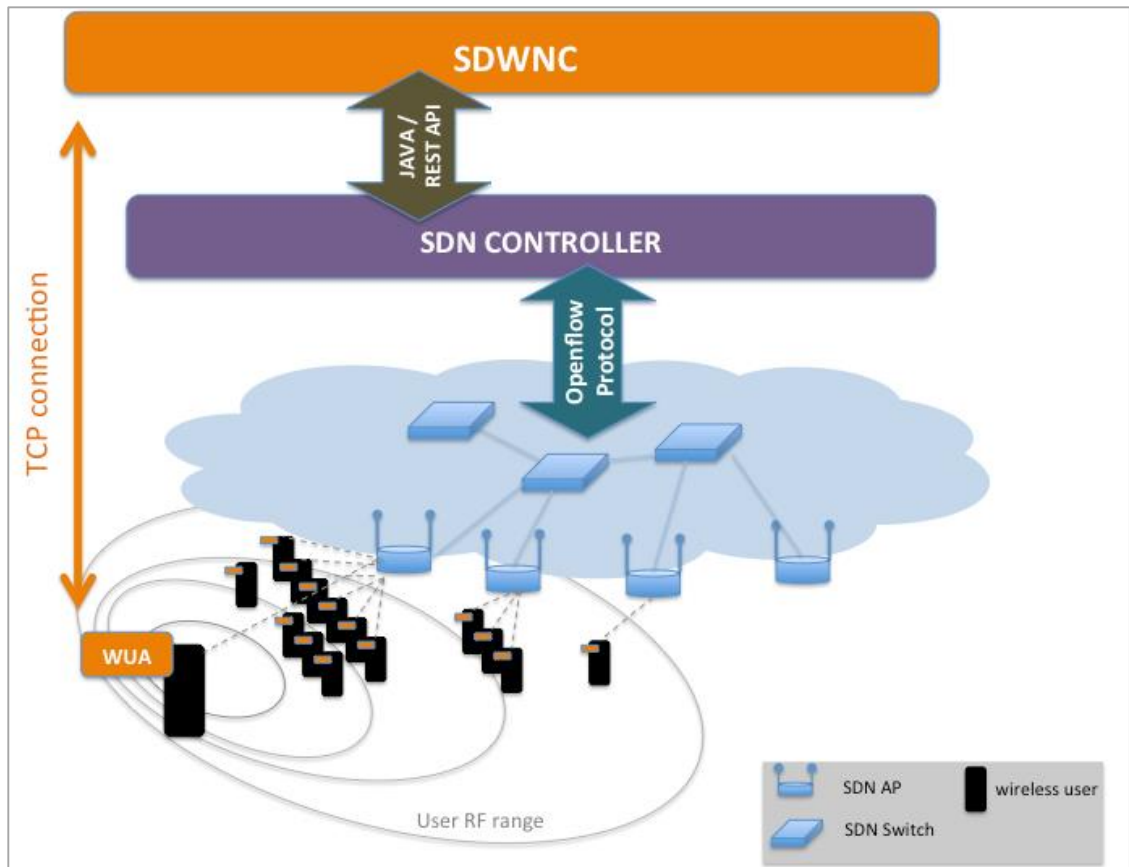 SDWNC
JAVA /
REST API
SDN CONTROLLER
Openflow
Protocol
TCP connection
WUA
User RF range
SDN AP
wireless user
SDN Switch